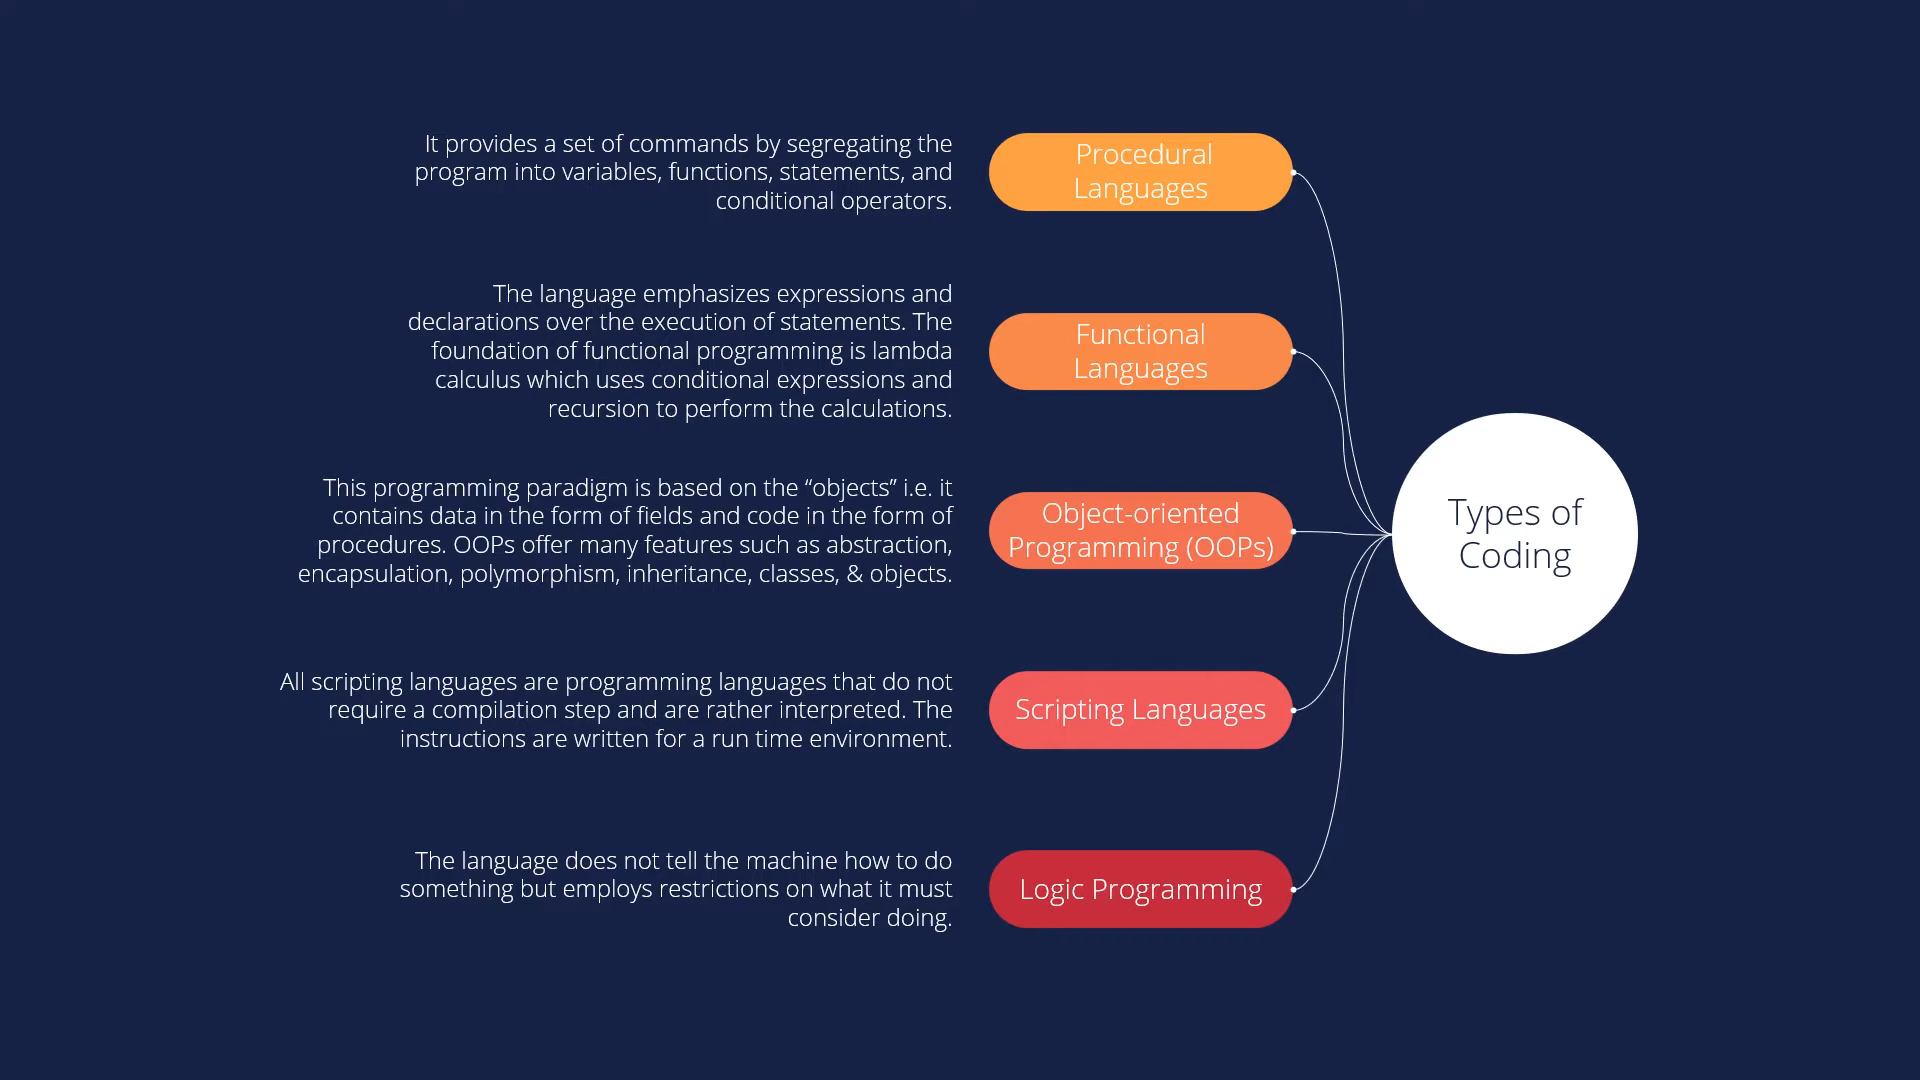 It provides a set of commands by segregating the
program into variables, functions, statements, and
conditional operators.
Procedural
Languages
The language emphasizes expressions and
declarations over the execution of statements. The
foundation of functional programming is lambda
calculus which uses conditional expressions and
recursion to perform the calculations.
Functional
Languages
This programming paradigm is based on the “objects” i.e. it
contains data in the form of fields and code in the form of
procedures. OOPs offer many features such as abstraction,
encapsulation, polymorphism, inheritance, classes, & objects.
Object-oriented
Programming (OOPs)
Types of
Coding
All scripting languages are programming languages that do not
require a compilation step and are rather interpreted. The
instructions are written for a run time environment.
Scripting Languages
The language does not tell the machine how to do
something but employs restrictions on what it must
consider doing.
Logic Programming